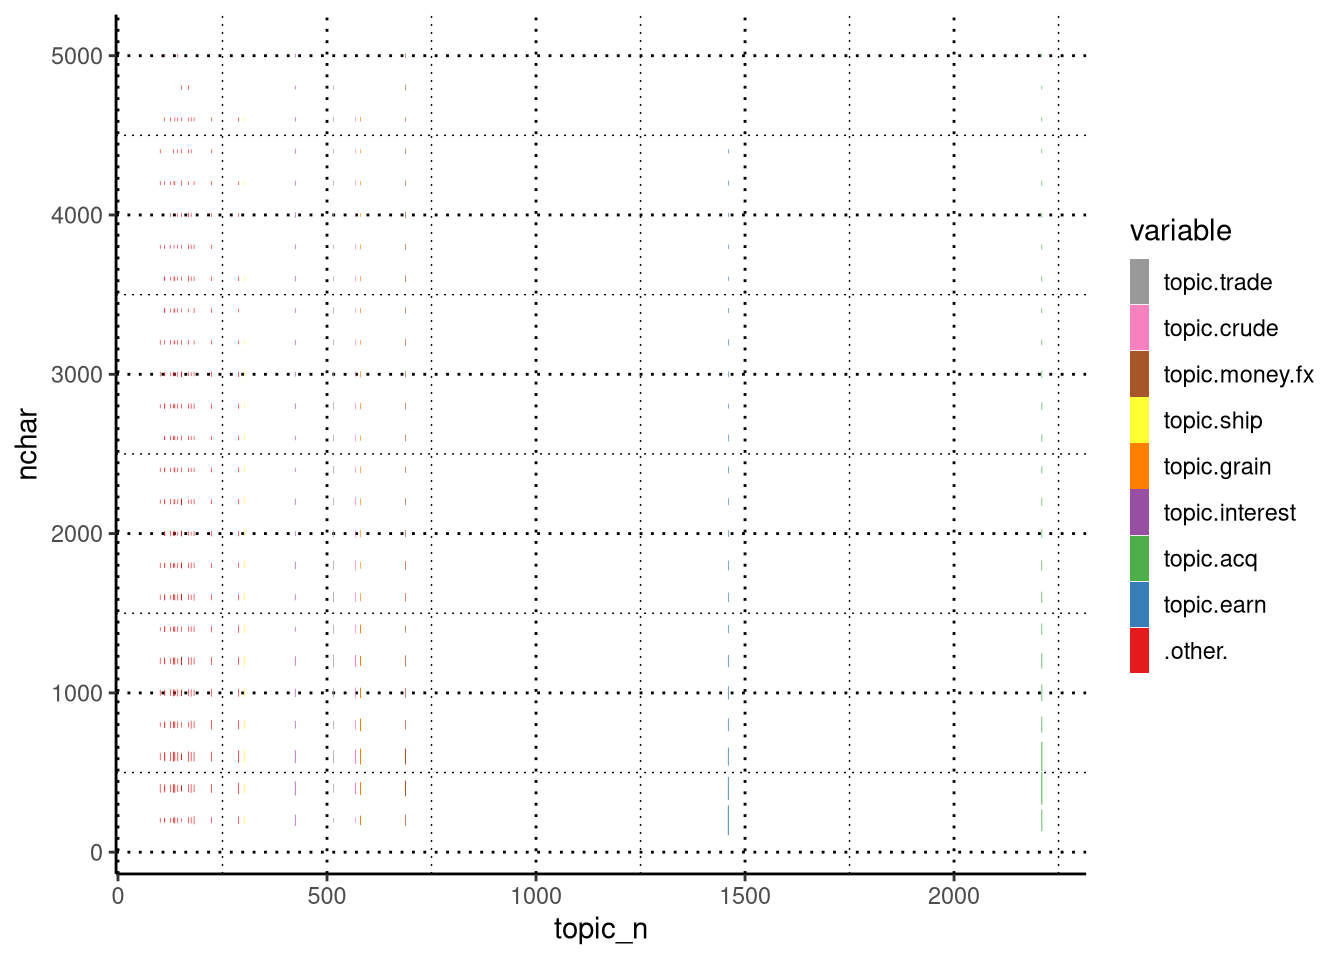 5000
4000
3000
2000
1000
0
nchar
0 500 1000 1500 2000
topic_n
variable
topic.trade
topic.crude
topic.money.fx
topic.ship
topic.grain
topic.interest
topic.acq
topic.earn
.other.